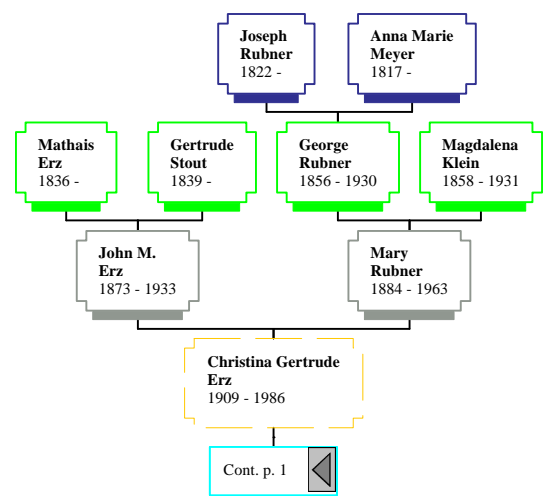 Joseph
Rubner
1822 -
Anna Marie
Meyer
1817 -
Mathais
Erz
1836 -
Gertrude
Stout
1839 -
George
Rubner
1856 - 1930
Magdalena
Klein
1858 - 1931
John M.
Erz
1873 - 1933
Mary
Rubner
1884 - 1963
Christina Gertrude
Erz
1909 - 1986
Cont. p. 1